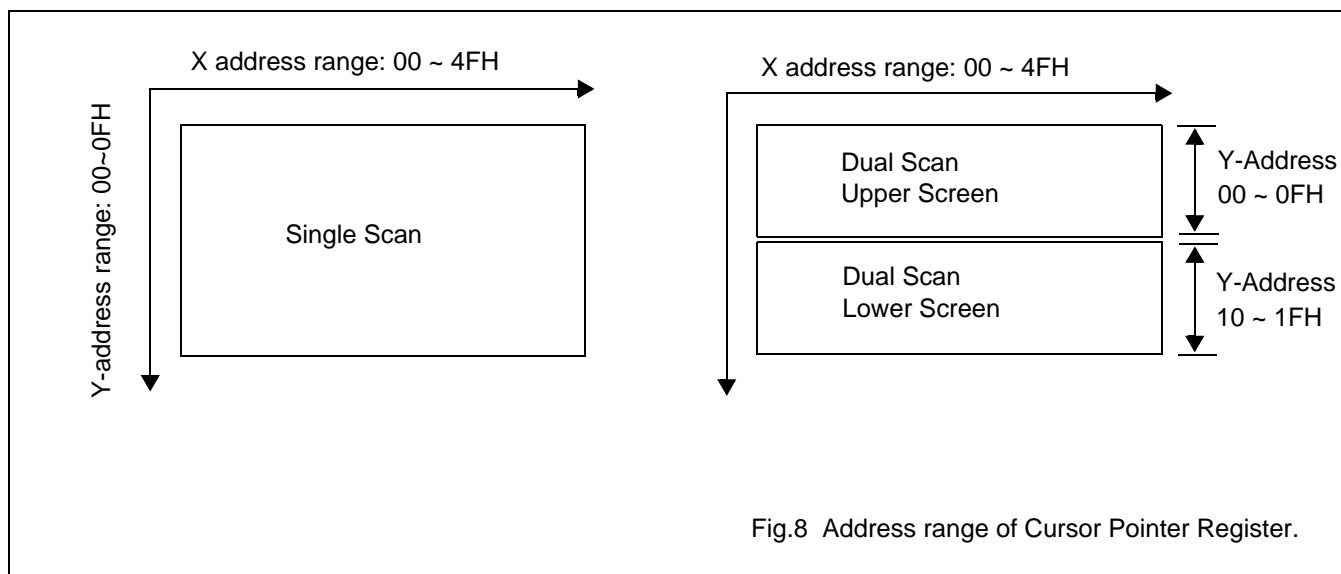 X address range: 00 ~ 4FH
Y-address range: 00~0FH
Single Scan
X address range: 00 ~ 4FH
Dual Scan
Upper Screen
Y-Address
00 ~ 0FH
Dual Scan
Lower Screen
Y-Address
10 ~ 1FH
Fig.8 Address range of Cursor Pointer Register.